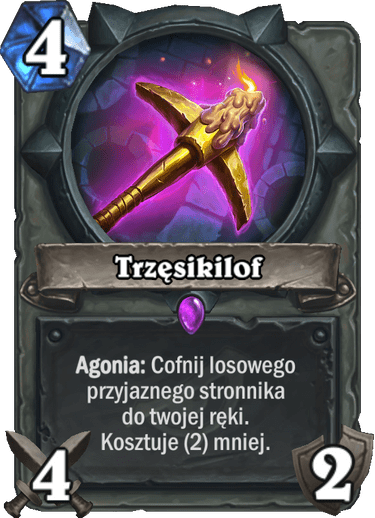 4
Trzęsikilof
Agonia: Cofnij losowego
przyjaznego stronnika
do twojej ręki.
Kosztuje (2) mniej.
4
2